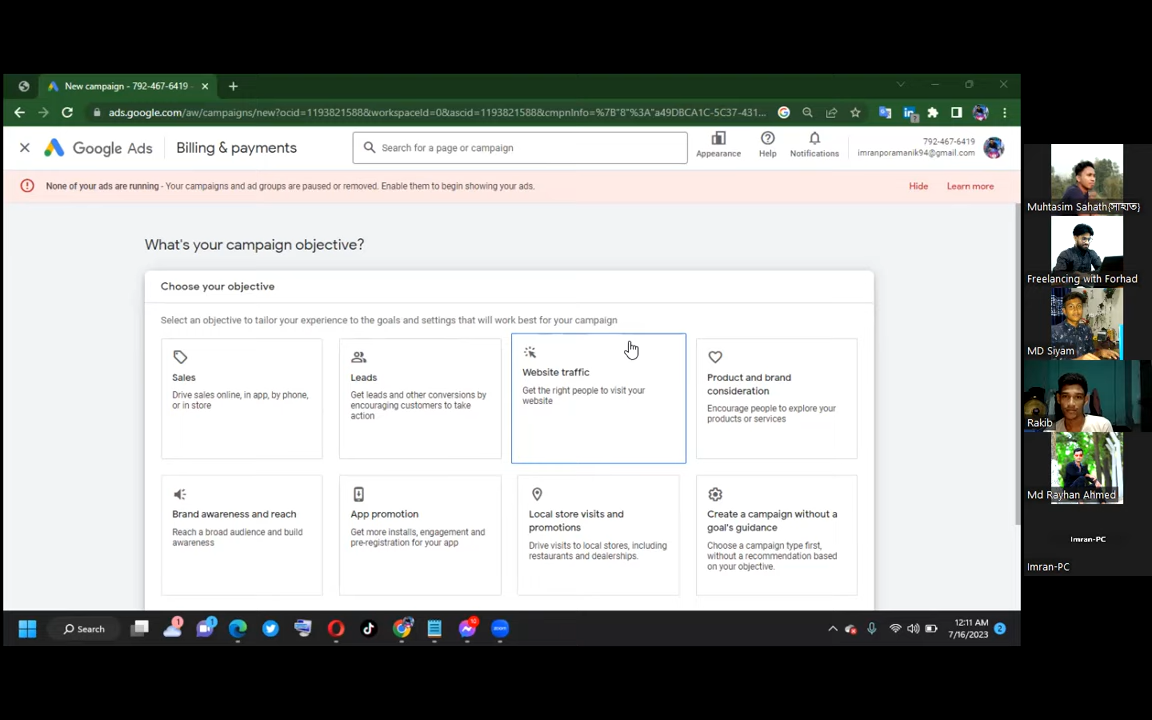 New campaign - 792-467-6419
ads.google.com/aw/campaigns/new?ocid=1193821588&workspaceId=0&ascid=1193821588&cmpnInfo=%7B"8"%3A"a49DBCA1C-5C37-431...
Google Ads
Billing & payments
Search for a page or campaign
Appearance
Help
Notifications
792-467-6419
imranporamanik94@gmail.com
None of your ads are running - Your campaigns and ad groups are paused or removed. Enable them to begin showing your ads.
Hide
Learn more
What's your campaign objective?
Choose your objective
Select an objective to tailor your experience to the goals and settings that will work best for your campaign
Sales
Drive sales online, in app, by phone,
or in store
Leads
Get leads and other conversions by
encouraging customers to take
action
Website traffic
Get the right people to visit your
website
Product and brand
consideration
Encourage people to explore your
products or services
Brand awareness and reach
Reach a broad audience and build
awareness
App promotion
Get more installs, engagement and
pre-registration for your app
Local store visits and
promotions
Drive visits to local stores, including
restaurants and dealerships.
Create a campaign without a
goal's guidance
Choose a campaign type first,
without a recommendation based
on your objective.
Search
12:11 AM
7/16/2023
Muhtasim Sahath(সাহাত)
Freelancing with Forhad
MD Siyam
Rakib
Md Rayhan Ahmed
Imran-PC
Imran-PC